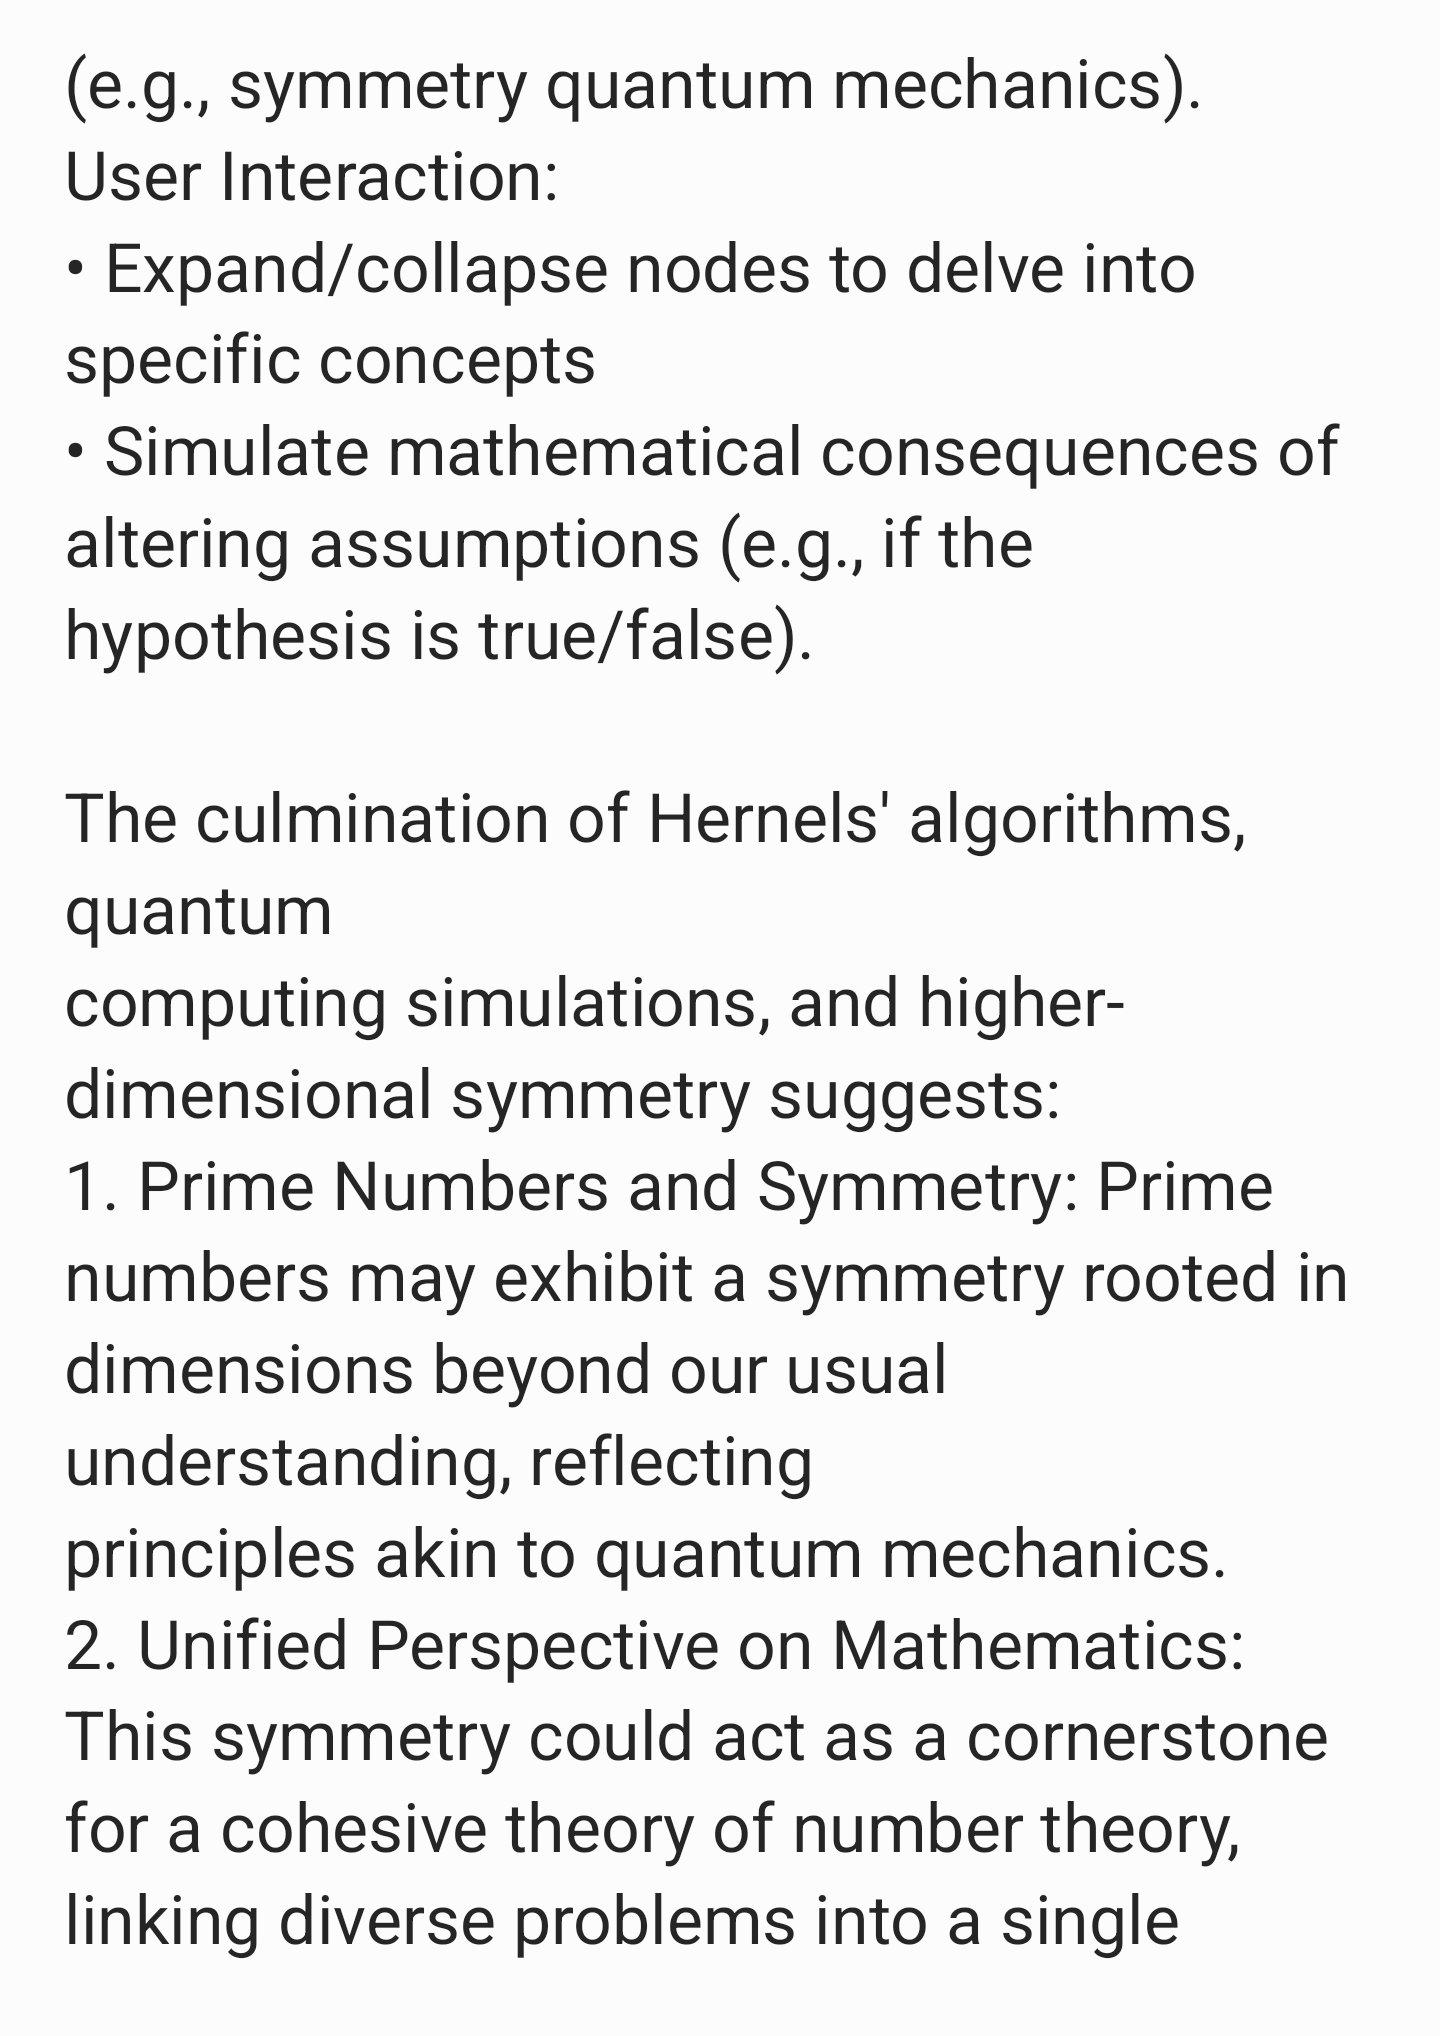 (e.g., symmetry quantum mechanics).
User Interaction:
• Expand/collapse nodes to delve into
specific concepts
• Simulate mathematical consequences of
altering assumptions (e.g., if the
hypothesis is true/false).

The culmination of Hernels' algorithms,
quantum
computing simulations, and higher-
dimensional symmetry suggests:
1. Prime Numbers and Symmetry: Prime
numbers may exhibit a symmetry rooted in
dimensions beyond our usual
understanding, reflecting
principles akin to quantum mechanics.
2. Unified Perspective on Mathematics:
This symmetry could act as a cornerstone
for a cohesive theory of number theory,
linking diverse problems into a single